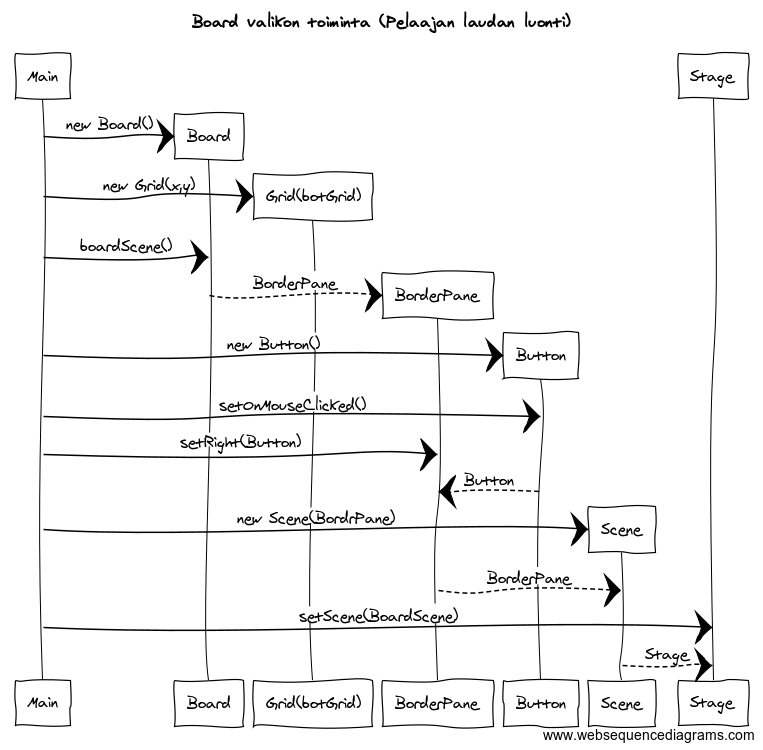 Board valikon toiminta (Pelaajan laudan luonti)
Main
Stage
new Board()
Board
new Grid(x,y)
Grid(botGrid)
boardScene()
BorderPane
BorderPane
new Button()
Button
setOnMouseClicked()
setRight(Button)
Button
new Scene(BordrPane)
Scene
BorderPane
setScene(BoardScene)
Stage
Main
Board
Grid(botGrid)
BorderPane
Button
Scene
Stage
www.websequencediagrams.com